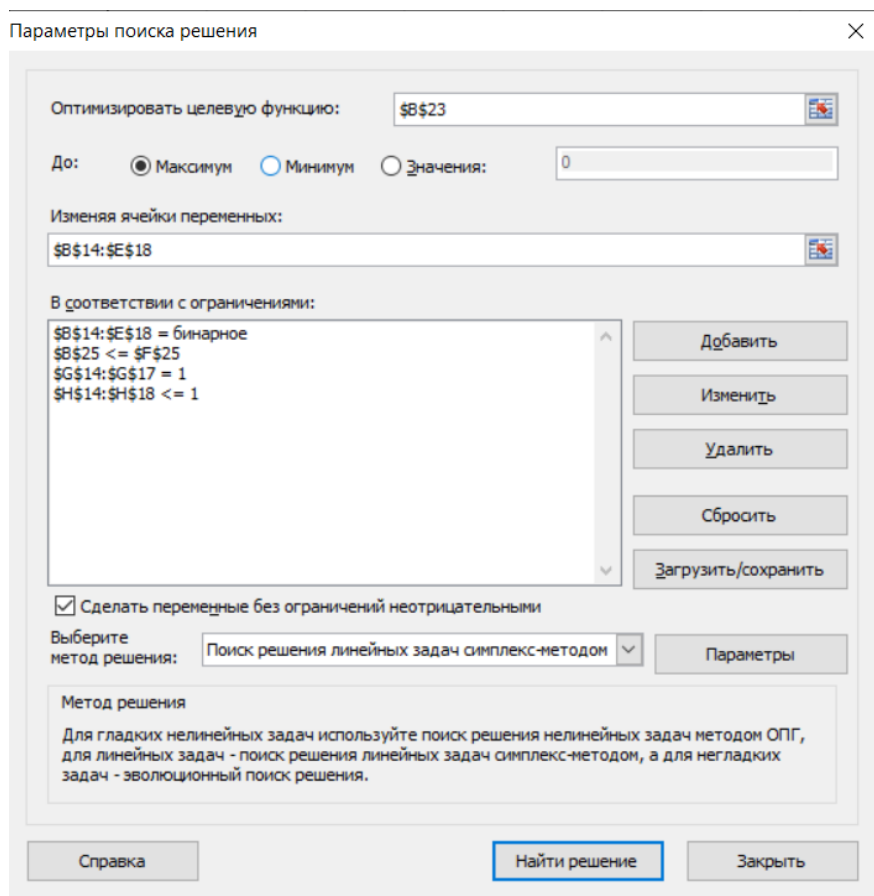 Параметры поиска решения
Оптимизировать целевую функцию: $B$23
До: Максимум Минимум Значения: 0
Изменяя ячейки переменных:
$B$14:$E$18
В соответствии с ограничениями:
$B$14:$E$18 = бинарное
$B$25 <= $F$25
$G$14:$G$17 = 1
$H$14:$H$18 <= 1
Добавить
Изменить
Удалить
Сбросить
Загрузить/сохранить
Сделать переменные без ограничений неотрицательными
Выберите
метод решения:
Поиск решения линейных задач симплекс-методом
Параметры
Метод решения
Для гладких нелинейных задач используйте поиск решения нелинейных задач методом ОПГ,
для линейных задач - поиск решения линейных задач симплекс-методом, а для негладких
задач - эволюционный поиск решения.
Справка Найти решение Закрыть